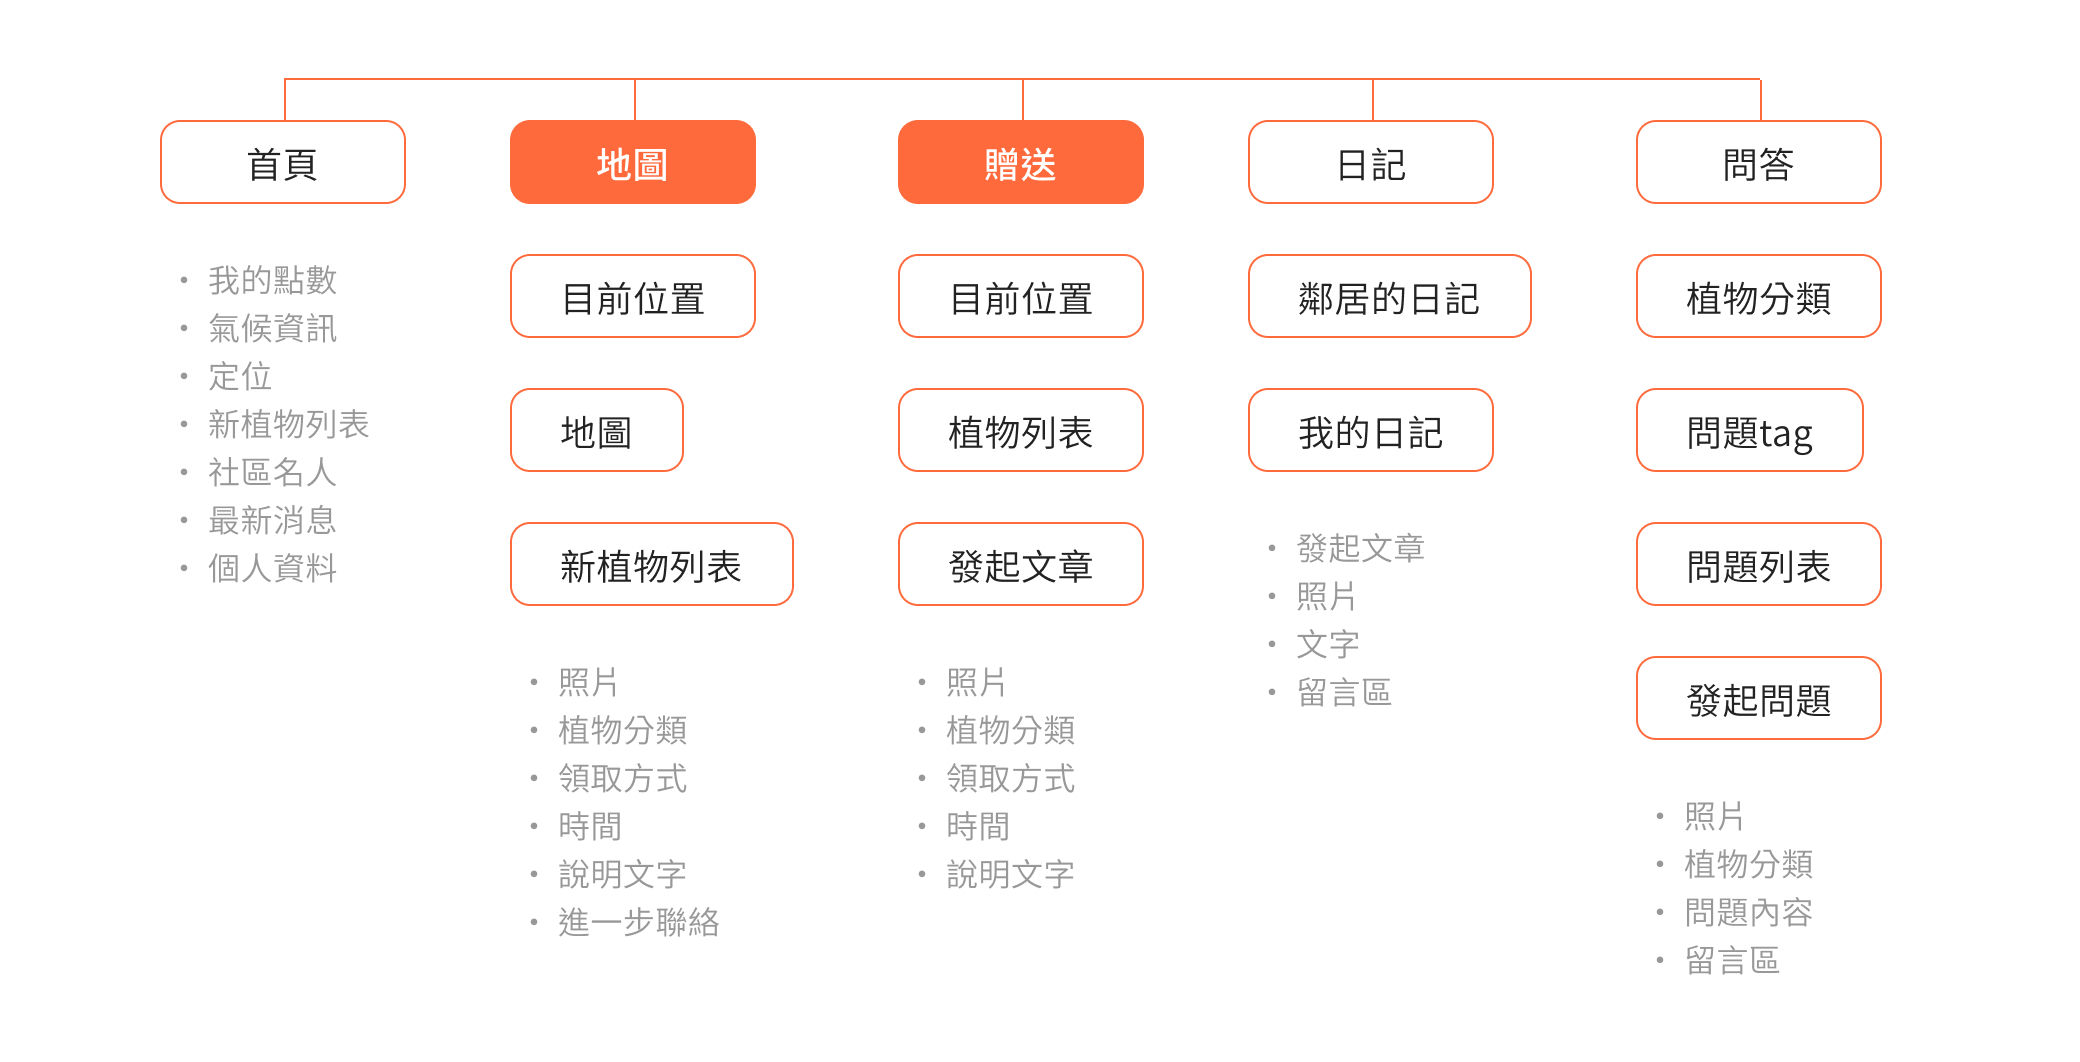 首頁
• 我的點數
• 氣候資訊
• 定位
• 新植物列表
• 社區名人
• 最新消息
• 個人資料
地圖
目前位置
地圖
新植物列表
• 照片
• 植物分類
• 領取方式
• 時間
• 說明文字
• 進一步聯絡
贈送
目前位置
植物列表
發起文章
• 照片
• 植物分類
• 領取方式
• 時間
• 說明文字
日記
鄰居的日記
我的日記
• 發起文章
• 照片
• 文字
• 留言區
問答
植物分類
問題tag
問題列表
發起問題
• 照片
• 植物分類
• 問題內容
• 留言區